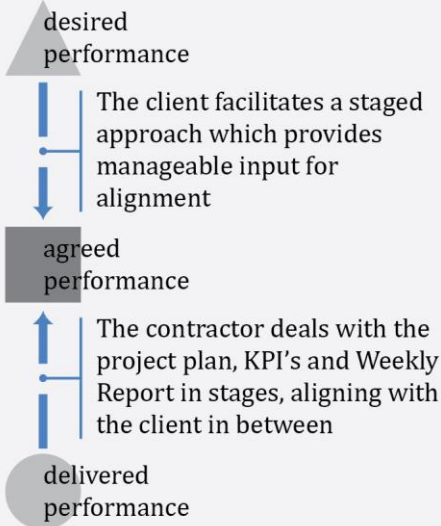 desired
performance
The client facilitates a staged
approach which provides
manageable input for
alignment
agreed
performance
The contractor deals with the
project plan, KPI's and Weekly
Report in stages, aligning with
the client in between
delivered
performance